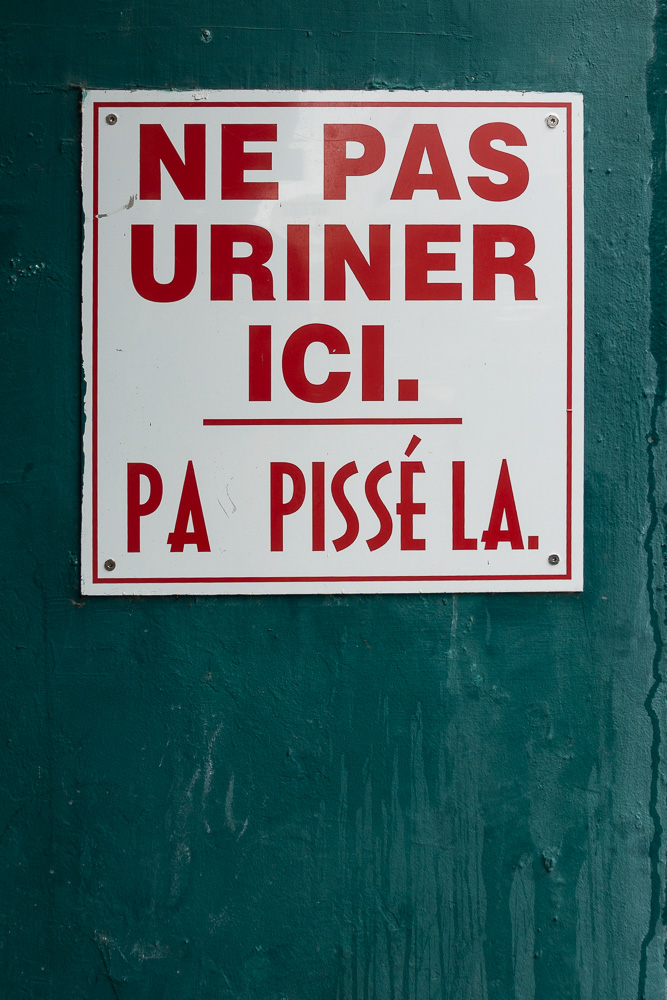 NE PAS
URINER
ICI.
PA PISSÉ LA.